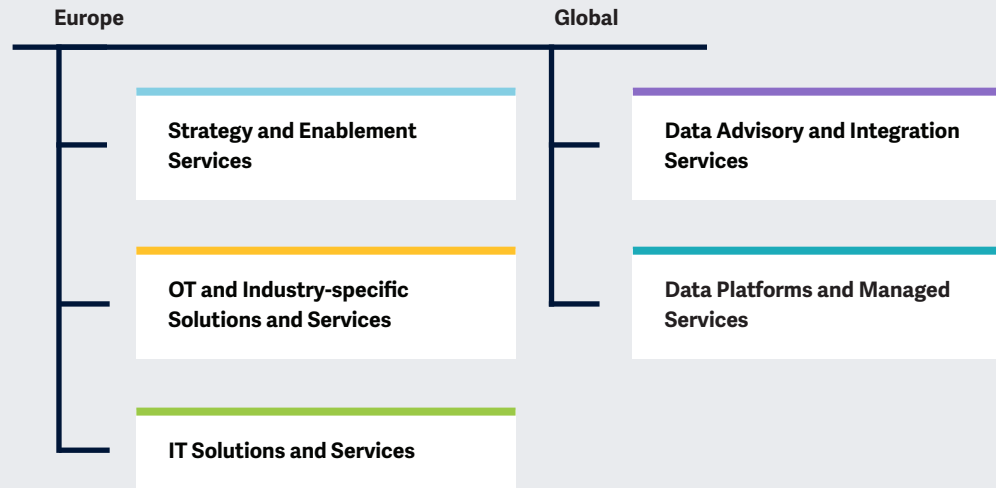 Europe
Strategy and Enablement
Services
OT and Industry-specific
Solutions and Services
IT Solutions and Services
Global
Data Advisory and Integration
Services
Data Platforms and Managed
Services